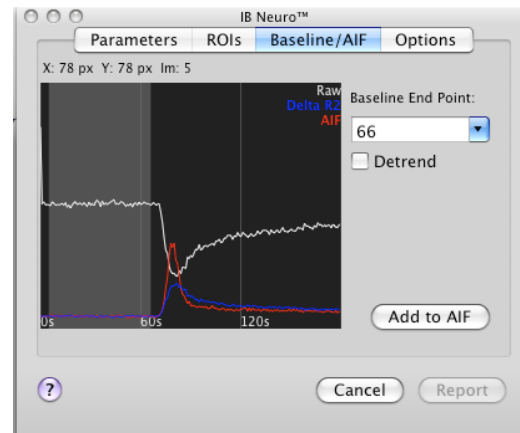 IB Neuro™
Parameters ROIs Baseline/AIF Options
X: 78 px Y: 78 px Im: 5
Raw
Delta R2
AIF
0s 60s 120s
Baseline End Point:
66
Detrend
Add to AIF
? Cancel Report